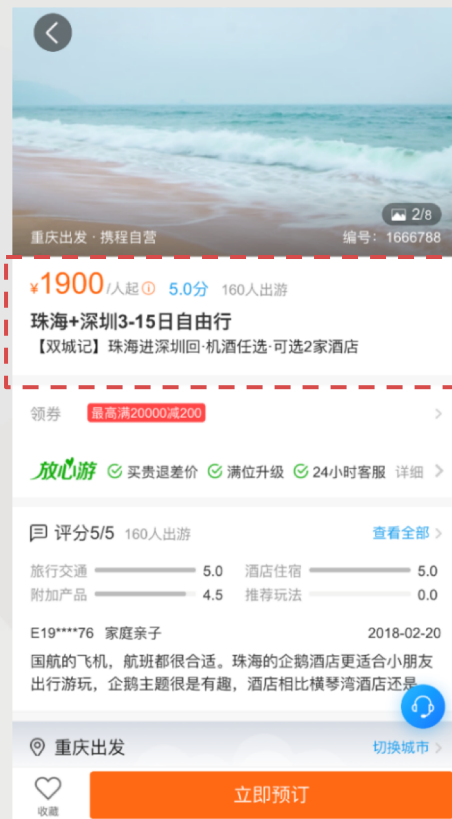 2/8
重庆出发 · 携程自营 编号：1666788
¥1900/人起 5.0分 160人出游
珠海+深圳3-15日自由行
【双城记】珠海进深圳回·机酒任选·可选2家酒店
领券 最高满20000减200
放心游 买贵退差价 满位升级 24小时客服 详细
评分5/5 160人出游 查看全部
旅行交通 5.0 酒店住宿 5.0
附加产品 4.5 推荐玩法 0.0
E19****76 家庭亲子 2018-02-20
国航的飞机，航班都很合适。珠海的企鹅酒店更适合小朋友
出行游玩，企鹅主题很是有趣，酒店相比横琴湾酒店还是
重庆出发 切换城市
收藏 立即预订